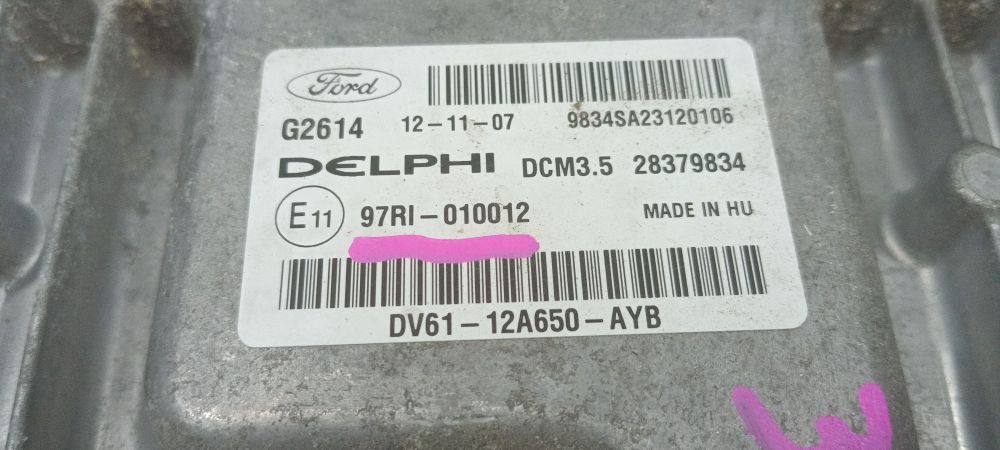 Ford
G2614 12-11-07 9834SA23120106
DELPHI DCM3.5 28379834
E11 97RI-010012 MADE IN HU
DV61-12A650-AYB